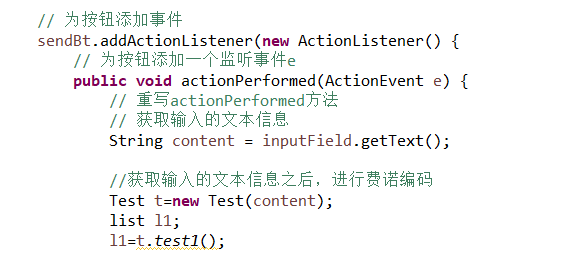 // 为按钮添加事件
sendBt.addActionListener(new ActionListener() {
// 为按钮添加一个监听事件e
public void actionPerformed(ActionEvent e) {
// 重写actionPerformed方法
// 获取输入的文本信息
String content = inputField.getText();
//获取输入的文本信息之后，进行费诺编码
Test t=new Test(content);
list l1;
l1=t.test1();